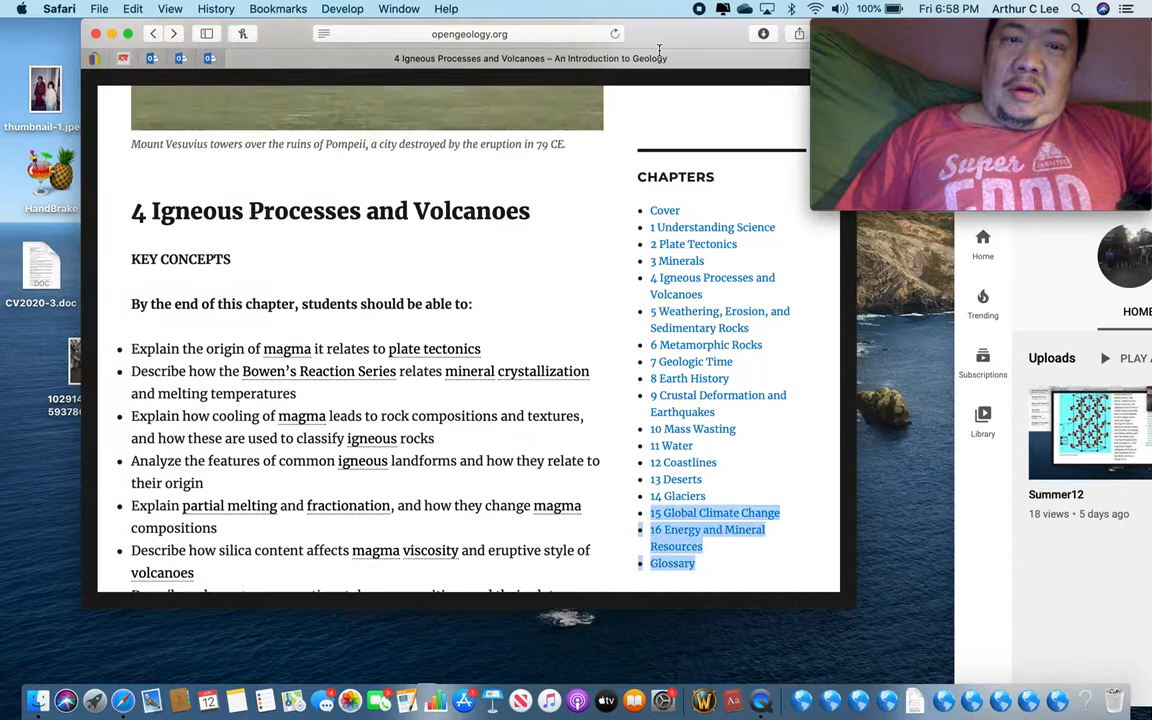 Safari File Edit View History Bookmarks Develop Window Help
100% Fri 6:58 PM Arthur C Lee
opengeology.org
4 Igneous Processes and Volcanoes – An Introduction to Geology
thumbnail-1.jpe
HandBrake
DOC
CV2020-3.doc
102914
593786
Mount Vesuvius towers over the ruins of Pompeii, a city destroyed by the eruption in 79 CE.
4 Igneous Processes and Volcanoes
KEY CONCEPTS
By the end of this chapter, students should be able to:
Explain the origin of magma it relates to plate tectonics
Describe how the Bowen's Reaction Series relates mineral crystallization
and melting temperatures
Explain how cooling of magma leads to rock compositions and textures,
and how these are used to classify igneous rocks
Analyze the features of common igneous landforms and how they relate to
their origin
Explain partial melting and fractionation, and how they change magma
compositions
Describe how silica content affects magma viscosity and eruptive style of
volcanoes
CHAPTERS
Cover
1 Understanding Science
2 Plate Tectonics
3 Minerals
4 Igneous Processes and
Volcanoes
5 Weathering, Erosion, and
Sedimentary Rocks
6 Metamorphic Rocks
7 Geologic Time
8 Earth History
9 Crustal Deformation and
Earthquakes
10 Mass Wasting
11 Water
12 Coastlines
13 Deserts
14 Glaciers
15 Global Climate Change
16 Energy and Mineral
Resources
Glossary
Super
GOOD
Home
Trending
Subscriptions
Library
HOME
Uploads
PLAY A
Summer12
18 views • 5 days ago
12
tv
W
Aa